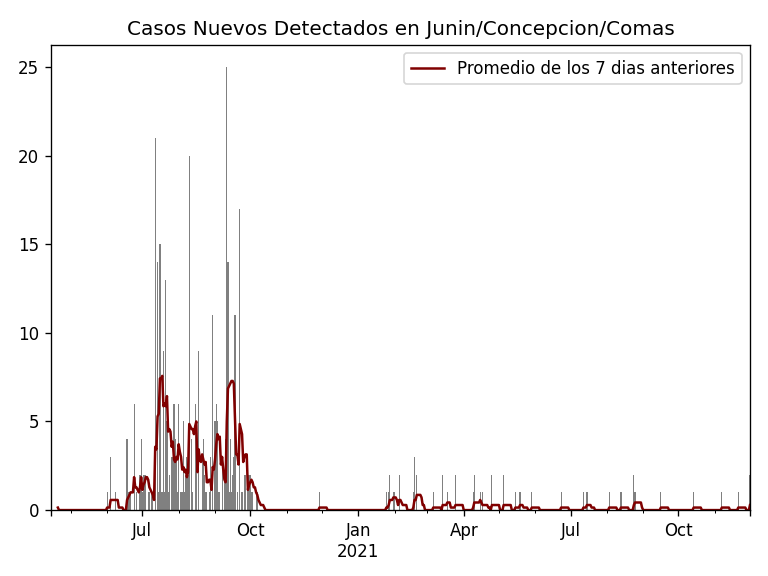 Casos Nuevos Detectados en Junin/Concepcion/Comas
Promedio de los 7 dias anteriores
25
20
15
10
5
0
Jul
Oct
Jan
2021
Apr
Jul
Oct